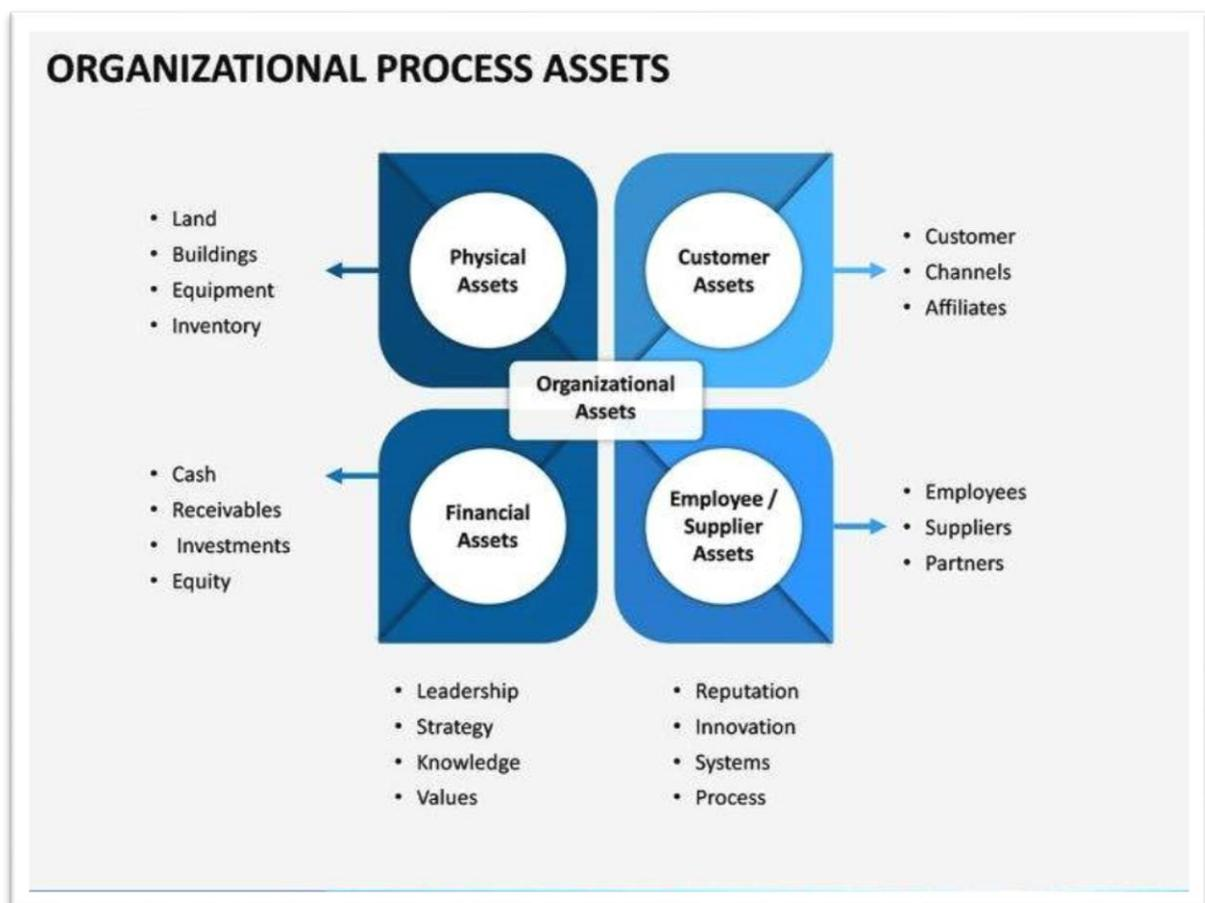 ORGANIZATIONAL PROCESS ASSETS
• Land
• Buildings
• Equipment
• Inventory
Physical
Assets
Customer
Assets
• Customer
• Channels
• Affiliates
Organizational
Assets
• Cash
• Receivables
• Investments
• Equity
Financial
Assets
Employee /
Supplier
Assets
• Employees
• Suppliers
• Partners
• Leadership
• Strategy
• Knowledge
• Values
• Reputation
• Innovation
• Systems
• Process